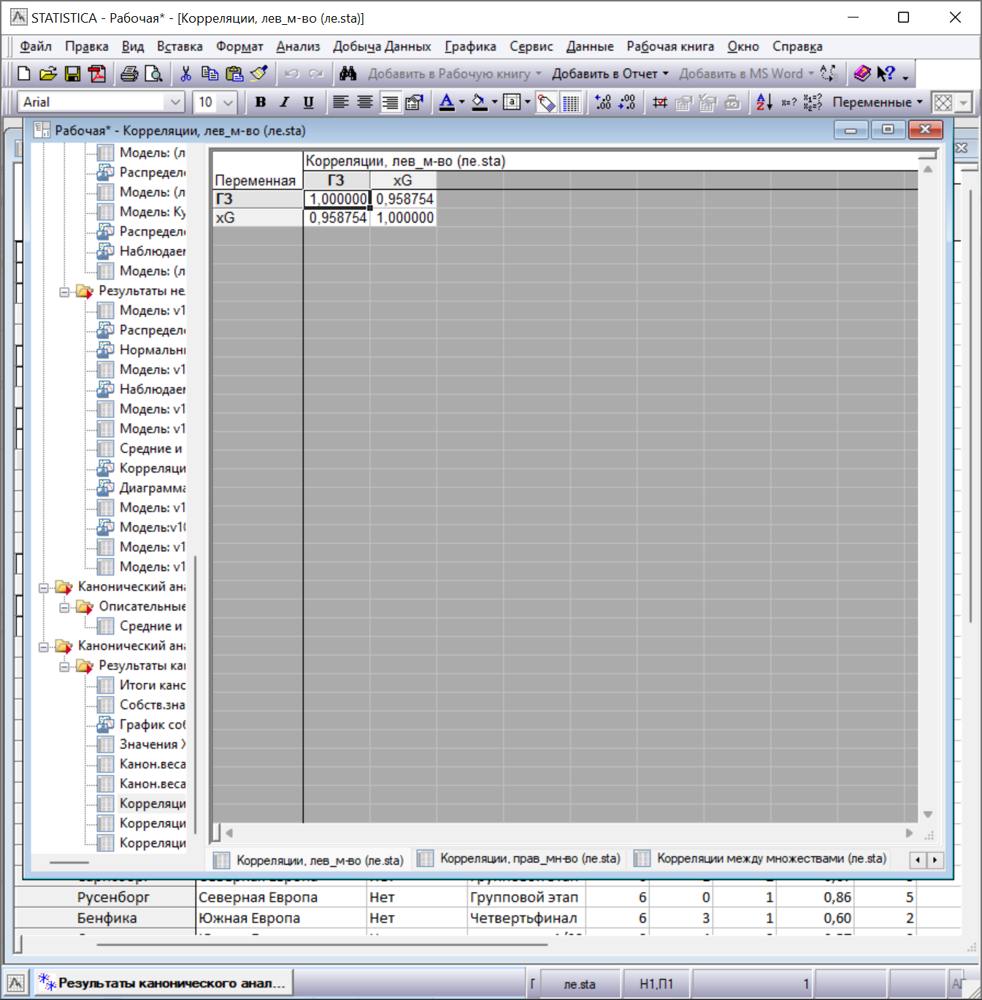 STATISTICA - Рабочая* - [Корреляции, лев_м-во (ле.sta)]
Файл Правка Вид Вставка Формат Анализ Добыча Данных Графика Сервис Данные Рабочая книга Окно Справка
Добавить в Рабочую книгу Добавить в Отчет Добавить в MS Word
Arial 10 B I U Переменные
Рабочая* - Корреляции, лев_м-во (ле.sta)
Модель: (л
Распредел
Модель: (л
Модель: Ку
Распредел
Наблюдае
Модель: (л
Результаты не
Модель: v1
Распредел
Нормальн
Модель: v1
Наблюдае
Модель: v1
Модель: v1
Средние и
Корреляци
Диаграмма
Модель: v1
Модель:v10
Модель: v1
Модель: v1
Канонический ан
Описательные
Средние и
Канонический ан
Результаты ка
Итоги кано
Собств.зна
График со
Значения Х
Канон.веса
Канон.веса
Корреляци
Корреляци
Корреляци
Корреляции, лев_м-во (ле.sta)
Переменная ГЗ xG
ГЗ 1,000000 0,958754
xG 0,958754 1,000000
Корреляции, лев_м-во (ле.sta) Корреляции, прав_мн-во (ле.sta) Корреляции между множествами (ле.sta)
Русенборг Северная Европа Нет Групповой этап 6 0 1 0,86 5
Бенфика Южная Европа Нет Четвертьфинал 6 3 1 0,60 2
Результаты канонического анал... ле.sta Н1,П1 1